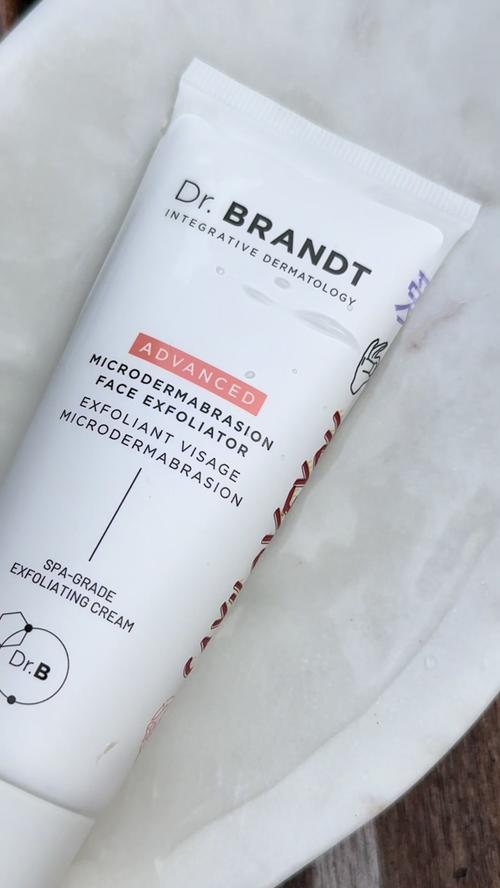 Dr. BRANDT
INTEGRATIVE DERMATOLOGY
ADVANCED
MICRODERMABRASION
FACE EXFOLIATOR
EXFOLIANT VISAGE
MICRODERMABRASION
SPA-GRADE
EXFOLIATING CREAM
Dr.B